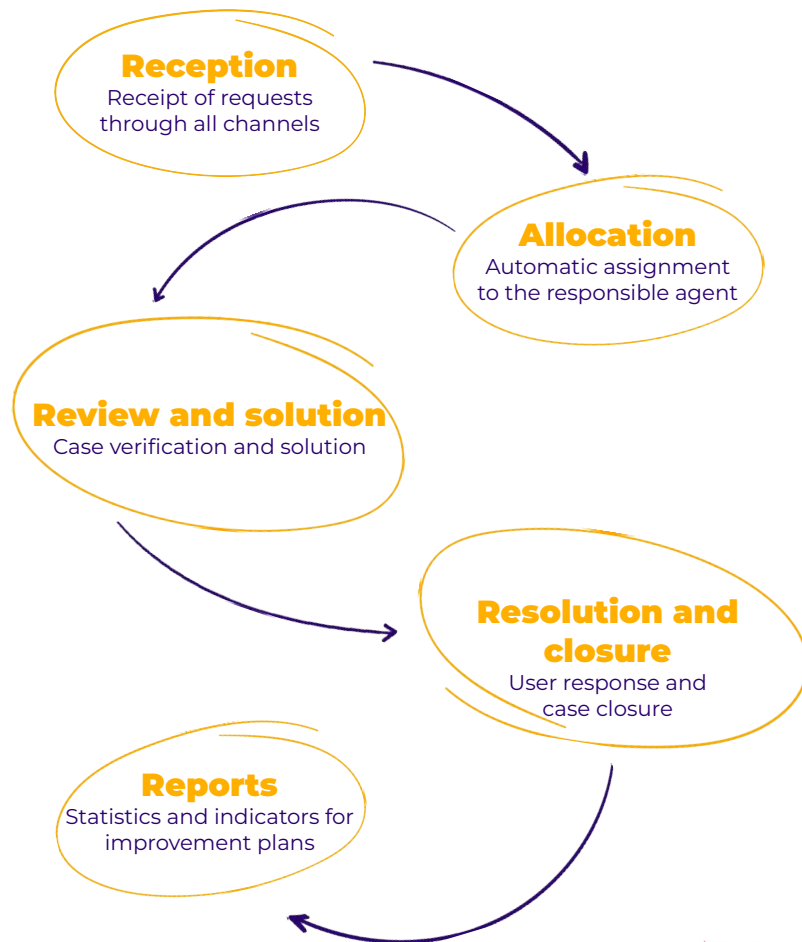 Reception
Receipt of requests
through all channels
Allocation
Automatic assignment
to the responsible agent
Review and solution
Case verification and solution
Resolution and
closure
User response and
case closure
Reports
Statistics and indicators for
improvement plans